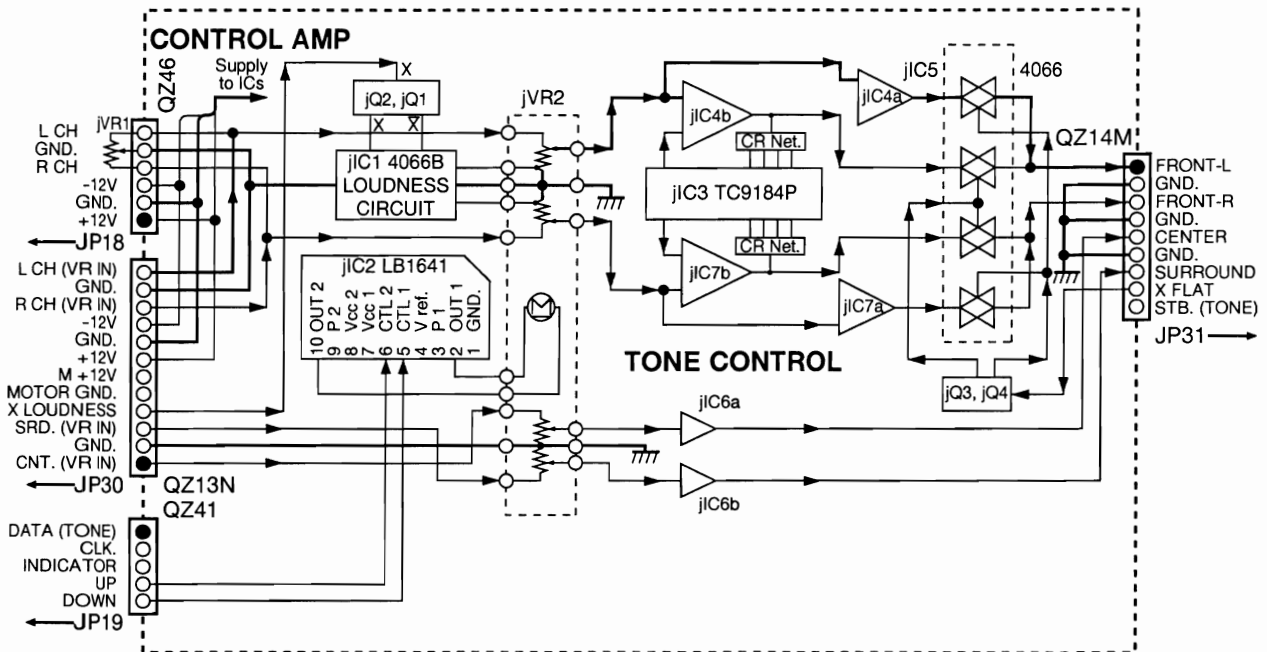 CONTROL AMP
QZ46
Supply
to ICs
jVR1
L CH
GND.
R CH
-12V
GND.
+12V
JP18
X
jQ2, jQ1
X X̅
jIC1 4066B
LOUDNESS
CIRCUIT
jVR2
jIC4b
CR Net.
jIC3 TC9184P
CR Net.
jIC7b
jIC4a
jIC7a
jIC5
4066
QZ14M
FRONT-L
GND.
FRONT-R
GND.
CENTER
GND.
SURROUND
X FLAT
STB. (TONE)
JP31
L CH (VR IN)
GND.
R CH (VR IN)
-12V
GND.
+12V
M +12V
MOTOR GND.
X LOUDNESS
SRD. (VR IN)
GND.
CNT. (VR IN)
JP30
QZ13N
jIC2 LB1641
10 OUT 2
9 P 2
8 Vcc 2
7 Vcc 1
6 CTL 2
5 CTL 1
4 V ref.
3 P 1
2 OUT 1
1 GND.
M
TONE CONTROL
jQ3, jQ4
jIC6a
jIC6b
QZ41
DATA (TONE)
CLK.
INDICATOR
UP
DOWN
JP19